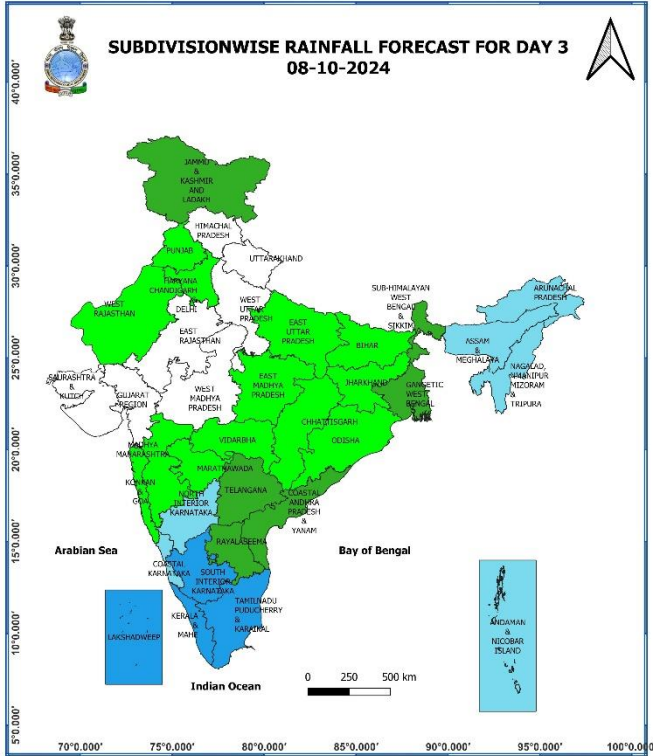 SUBDIVISIONWISE RAINFALL FORECAST FOR DAY 3
08-10-2024
40°0.000'
35°0.000'
30°0.000'
25°0.000'
20°0.000'
15°0.000'
10°0.000'
5°0.000'
JAMMU
&
KASHMIR
AND
LADAKH
HIMACHAL
PRADESH
PUNJAB
UTTARAKHAND
HARYANA
CHANDIGARH
&
DELHI
WEST
RAJASTHAN
WEST
UTTAR
PRADESH
EAST
RAJASTHAN
EAST
UTTAR
PRADESH
SUB-HIMALAYAN
WEST
BENGAL
&
SIKKIM
ARUNACHAL
PRADESH
ASSAM
&
MEGHALAYA
NAGALAD,
MANIPUR
MIZORAM
&
TRIPURA
BIHAR
JHARKHAND
GANGETIC
WEST
BENGAL
SAURASHTRA
&
KUTCH
GUJARAT
REGION
WEST
MADHYA
PRADESH
EAST
MADHYA
PRADESH
CHHATTISGARH
ODISHA
MADHYA
MAHARASHTRA
VIDARBHA
MARATHAWADA
KONKAN
&
GOA
TELANGANA
COASTAL
ANDHRA
PRADESH
&
YANAM
NORTH
INTERIOR
KARNATAKA
RAYALASEEMA
Arabian Sea
Bay of Bengal
COASTAL
KARNATAKA
SOUTH
INTERIOR
KARNATAKA
TAMILNADU
PUDUCHERRY
&
KARAIKAL
KERALA
&
MAHE
LAKSHADWEEP
ANDAMAN
&
NICOBAR
ISLAND
Indian Ocean
0 250 500 km
70°0.000' 75°0.000' 80°0.000' 85°0.000' 90°0.000' 95°0.000' 100°0.000'